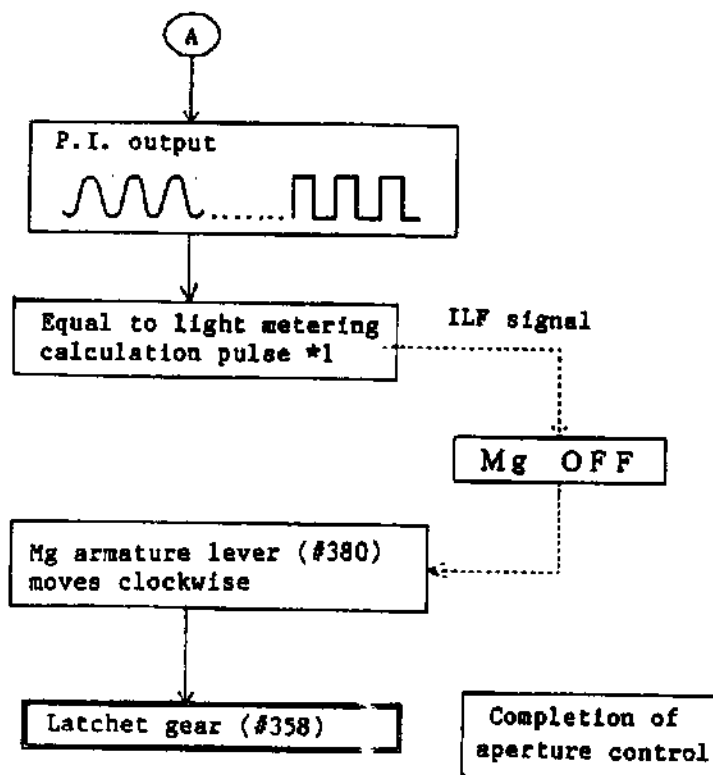 A
P.I. output
Equal to light metering
calculation pulse *1
ILF signal
Mg OFF
Mg armature lever (#380)
moves clockwise
Latchet gear (#358)
Completion of
aperture control